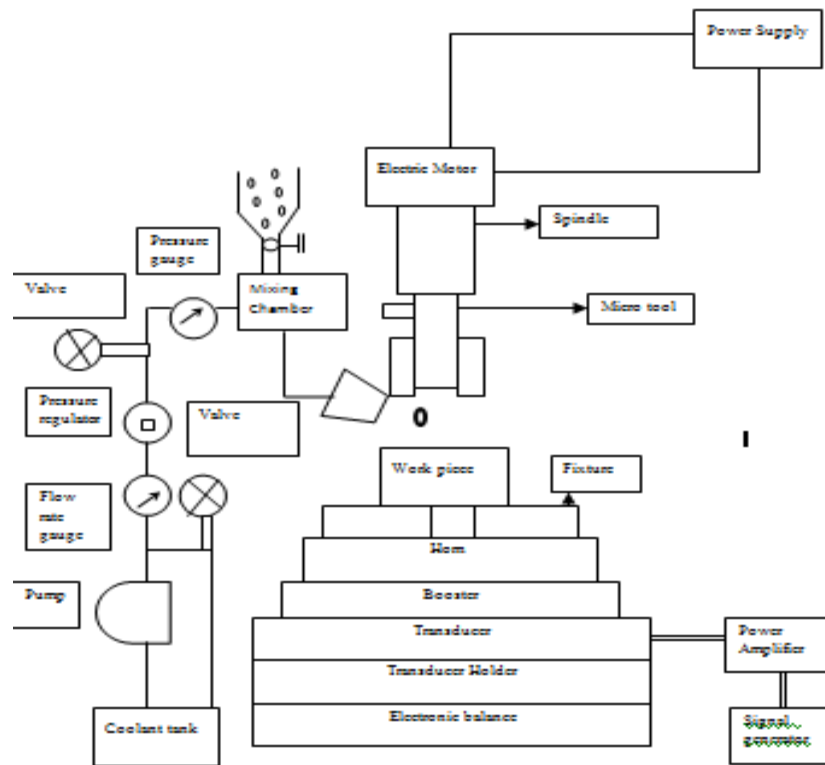 Power Supply
Electric Motor
Spindle
Pressure
gauge
Valve
Mixing
Chamber
Micro tool
Pressure
regulator
Valve
0
I
Work piece
Fixture
Flow
rate
gauge
Horn
Booster
Pump
Transducer
Power
Amplifier
Transducer Holder
Coolant tank
Electronic balance
Signal
generator